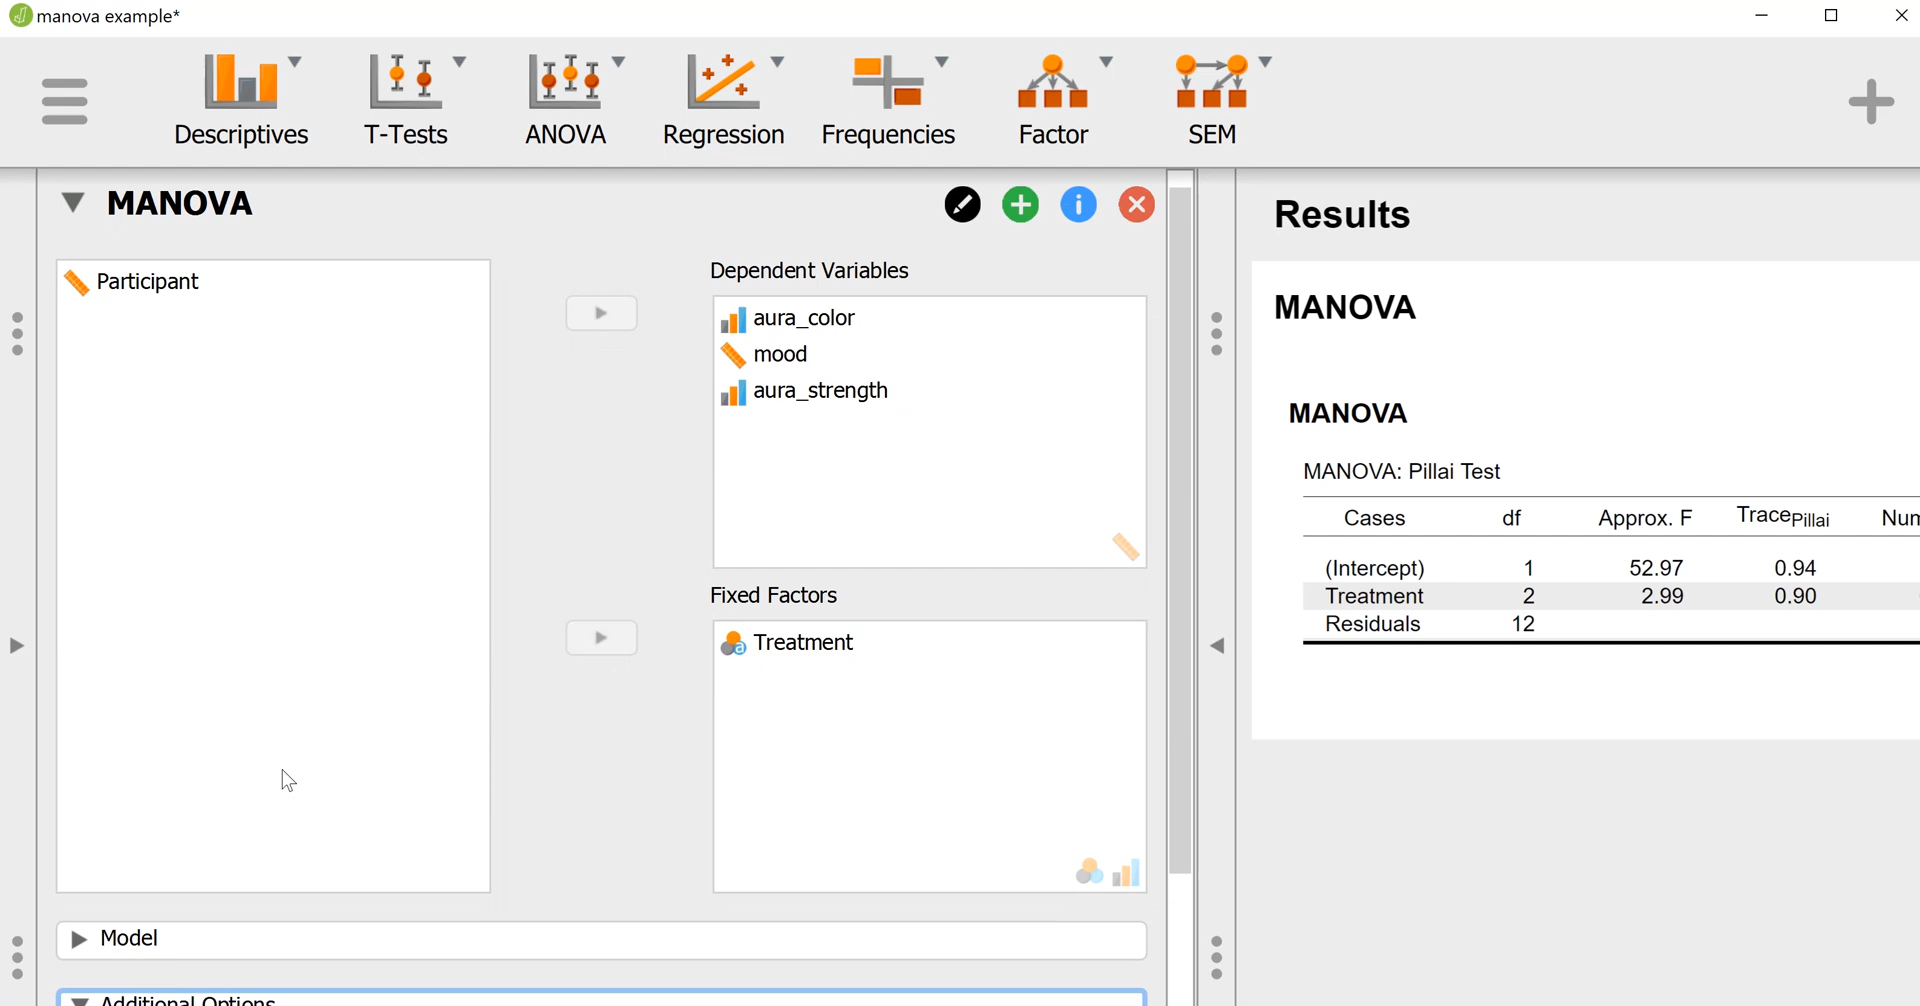 manova example*
Descriptives T-Tests ANOVA Regression Frequencies Factor SEM
MANOVA
Participant
Dependent Variables
aura_color
mood
aura_strength
Fixed Factors
Treatment
Model
Additional Options
Results
MANOVA
MANOVA
MANOVA: Pillai Test
Cases df Approx. F TracePillai Num
(Intercept) 1 52.97 0.94
Treatment 2 2.99 0.90
Residuals 12